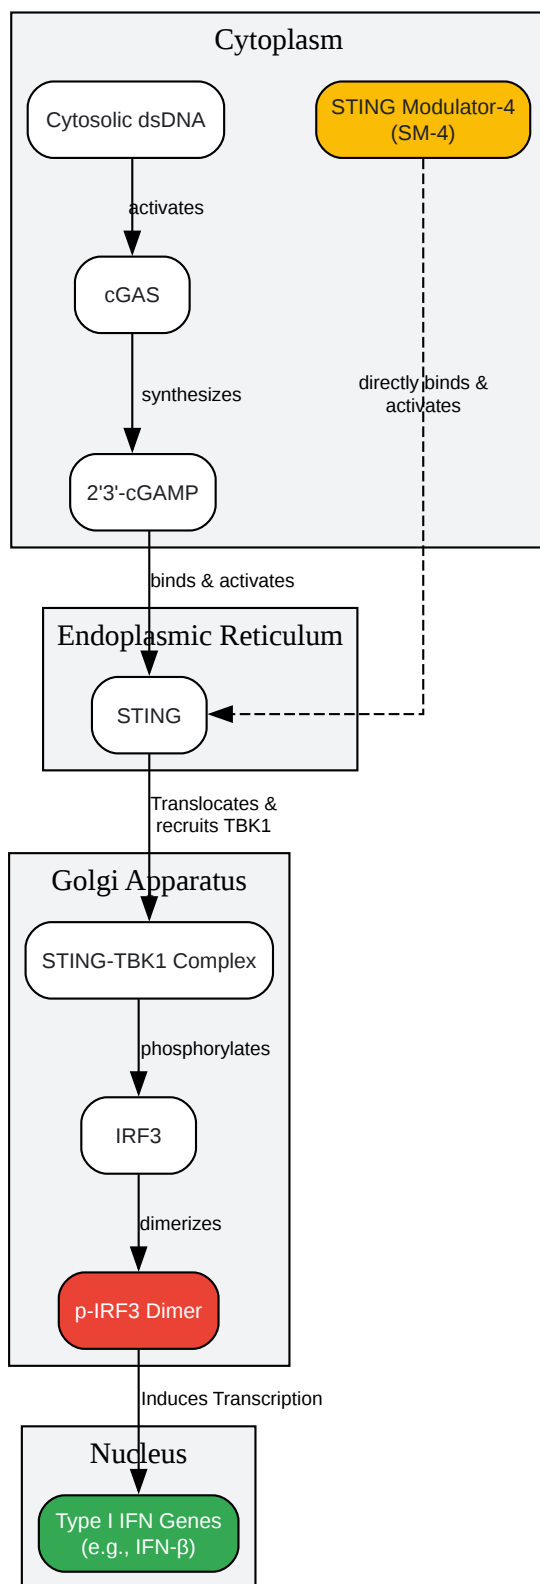 Cytoplasm
Cytosolic dsDNA
STING Modulator-4
(SM-4)
activates
cGAS
synthesizes
directly binds &
activates
2'3'-cGAMP
binds & activates
Endoplasmic Reticulum
STING
Translocates &
recruits TBK1
Golgi Apparatus
STING-TBK1 Complex
phosphorylates
IRF3
dimerizes
p-IRF3 Dimer
Induces Transcription
Nucleus
Type I IFN Genes
(e.g., IFN-β)